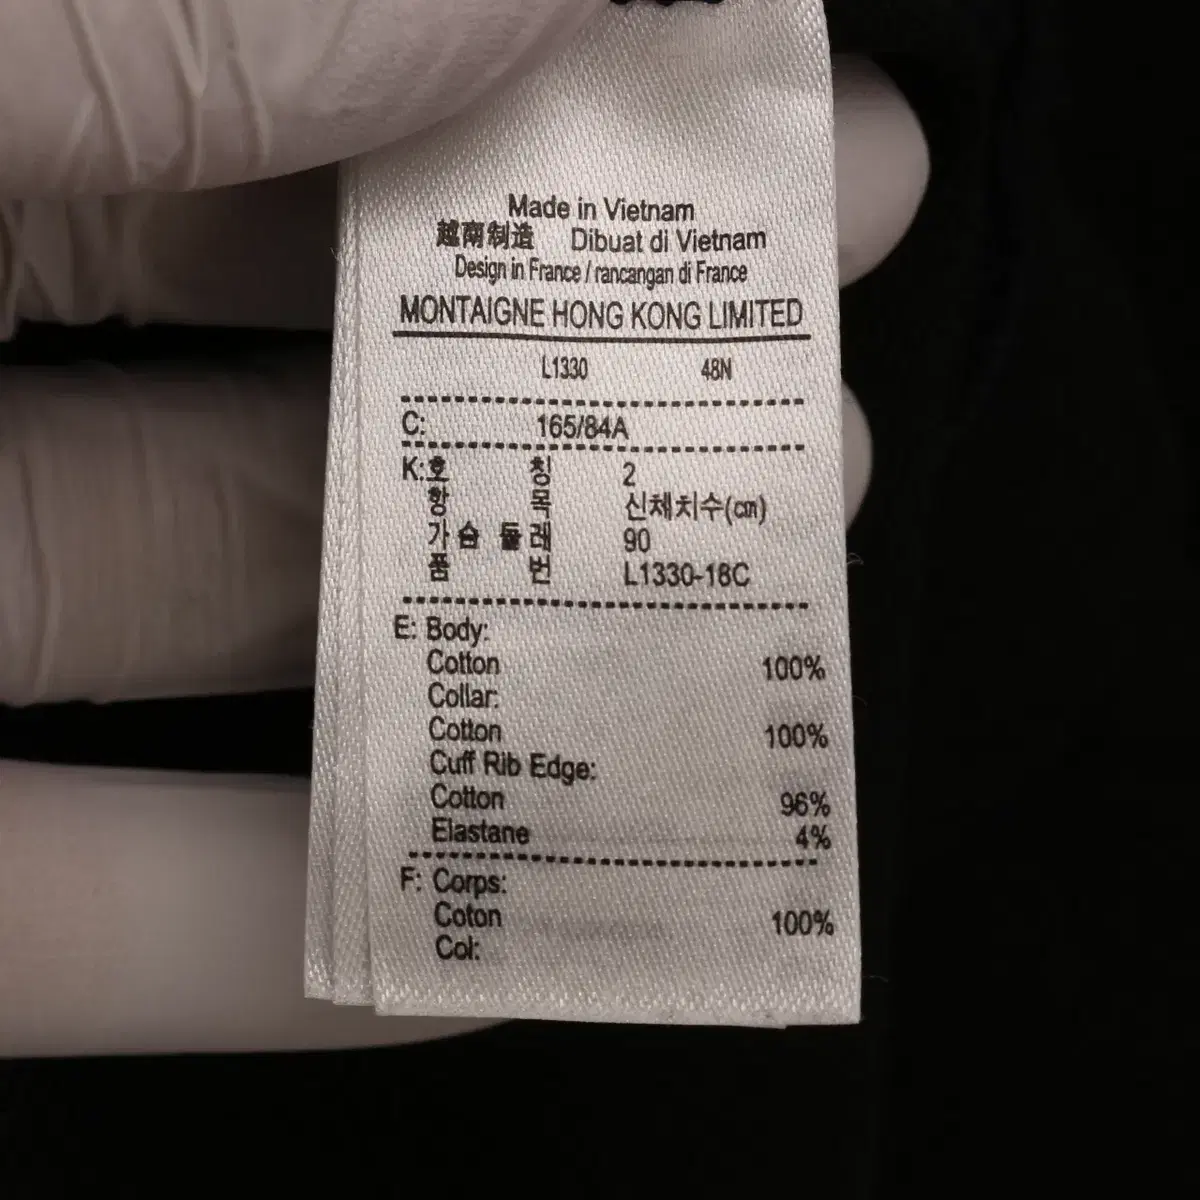 Made in Vietnam
越南制造 Dibuat di Vietnam
Design in France / rancangan di France
MONTAIGNE HONG KONG LIMITED
L1330 48N
C: 165/84A
K:호 칭 2
항 목 신체치수(㎝)
가 슴 둘 레 90
품 번 L1330-18C
E: Body:
Cotton 100%
Collar:
Cotton 100%
Cuff Rib Edge:
Cotton 96%
Elastane 4%
F: Corps:
Coton 100%
Col: